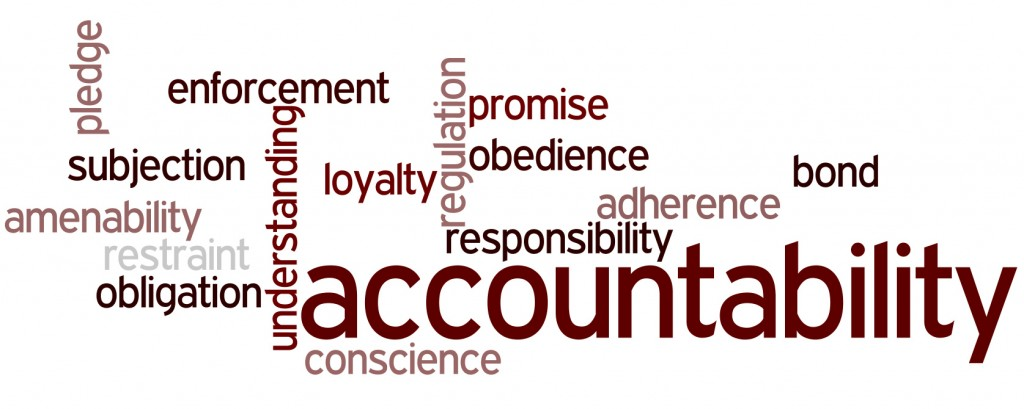 pledge
enforcement
regulation
promise
understanding
subjection
loyalty
obedience
bond
amenability
adherence
restraint
responsibility
obligation
accountability
conscience